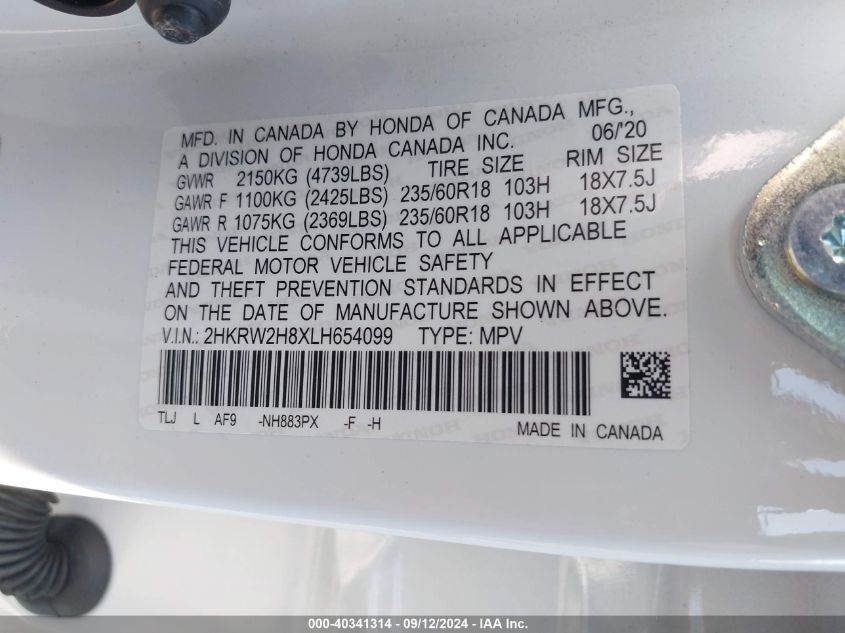 MFD. IN CANADA BY HONDA OF CANADA MFG.,
A DIVISION OF HONDA CANADA INC. 06/'20
GVWR 2150KG (4739LBS) TIRE SIZE RIM SIZE
GAWR F 1100KG (2425LBS) 235/60R18 103H 18X7.5J
GAWR R 1075KG (2369LBS) 235/60R18 103H 18X7.5J
THIS VEHICLE CONFORMS TO ALL APPLICABLE
FEDERAL MOTOR VEHICLE SAFETY
AND THEFT PREVENTION STANDARDS IN EFFECT
ON THE DATE OF MANUFACTURE SHOWN ABOVE.
V.I.N.: 2HKRW2H8XLH654099 TYPE: MPV
TLJ L AF9 -NH883PX -F -H
MADE IN CANADA
000-40341314 - 09/12/2024 - IAA Inc.